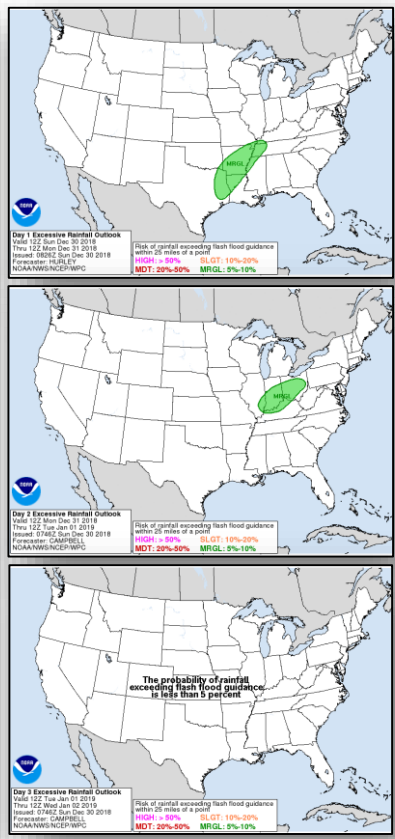 MRGL
NOAA
Day 1 Excessive Rainfall Outlook
Valid 12Z Sun Dec 30 2018
Thru 12Z Mon Dec 31 2018
Issued: 0826Z Sun Dec 30 2018
Forecaster: HURLEY
NOAA/NWS/NCEP/WPC
Risk of rainfall exceeding flash flood guidance
within 25 miles of a point
HIGH: > 50% SLGT: 10%-20%
MDT: 20%-50% MRGL: 5%-10%
MRGL
NOAA
Day 2 Excessive Rainfall Outlook
Valid 12Z Mon Dec 31 2018
Thru 12Z Tue Jan 01 2019
Issued: 0746Z Sun Dec 30 2018
Forecaster: CAMPBELL
NOAA/NWS/NCEP/WPC
Risk of rainfall exceeding flash flood guidance
within 25 miles of a point
HIGH: > 50% SLGT: 10%-20%
MDT: 20%-50% MRGL: 5%-10%
The probability of rainfall
exceeding flash flood guidance
is less than 5 percent
NOAA
Day 3 Excessive Rainfall Outlook
Valid 12Z Tue Jan 01 2019
Thru 12Z Wed Jan 02 2019
Issued: 0746Z Sun Dec 30 2018
Forecaster: CAMPBELL
NOAA/NWS/NCEP/WPC
Risk of rainfall exceeding flash flood guidance
within 25 miles of a point
HIGH: > 50% SLGT: 10%-20%
MDT: 20%-50% MRGL: 5%-10%